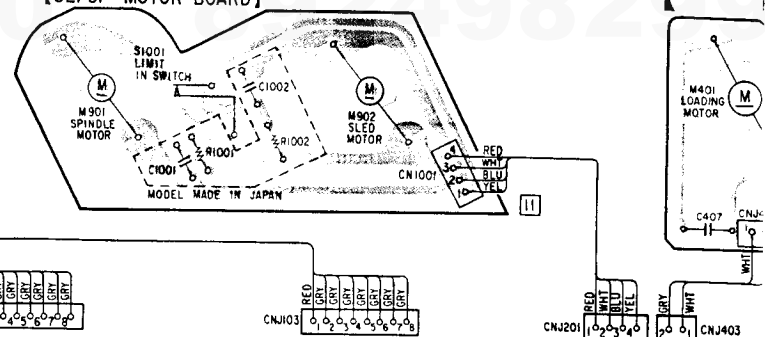 MOTOR BOARD】
S1001
LIMIT
IN SWITCH
M
M901
SPINDLE
MOTOR
C1002
R1002
C1001
R1001
MODEL MADE IN JAPAN
M
M902
SLED
MOTOR
CN1001
4 RED
3 WHT
2 BLU
1 YEL
11
M401
LOADING
MOTOR
M
C407
CNJ4
1
WHT
GRY GRY GRY GRY GRY
4 5 6 7 8
RED GRY GRY GRY GRY GRY GRY GRY
CNJ103
1 2 3 4 5 6 7 8
RED WHT BLU YEL
CNJ201
1 2 3 4
GRY WHT
2 1
CNJ403